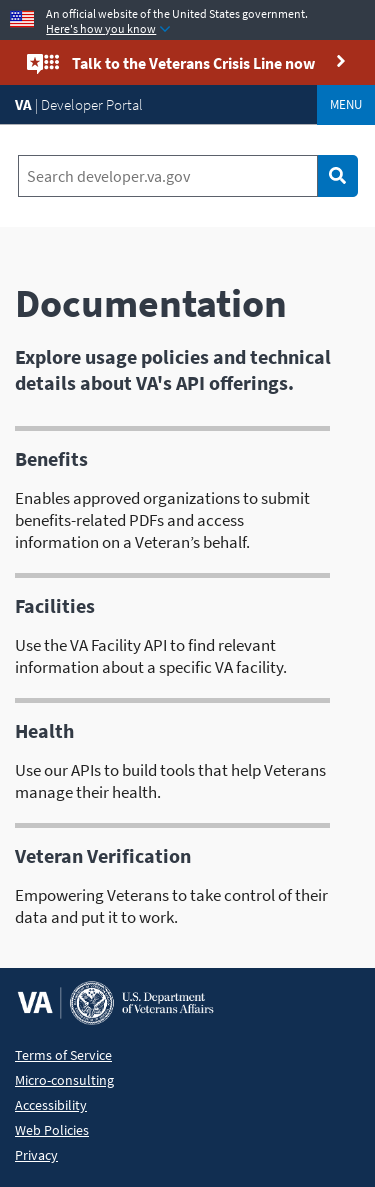 An official website of the United States government.
Here's how you know
Talk to the Veterans Crisis Line now
VA | Developer Portal
MENU
Search developer.va.gov
Documentation
Explore usage policies and technical
details about VA's API offerings.
Benefits
Enables approved organizations to submit
benefits-related PDFs and access
information on a Veteran’s behalf.
Facilities
Use the VA Facility API to find relevant
information about a specific VA facility.
Health
Use our APIs to build tools that help Veterans
manage their health.
Veteran Verification
Empowering Veterans to take control of their
data and put it to work.
VA
U.S. Department
of Veterans Affairs
Terms of Service
Micro-consulting
Accessibility
Web Policies
Privacy